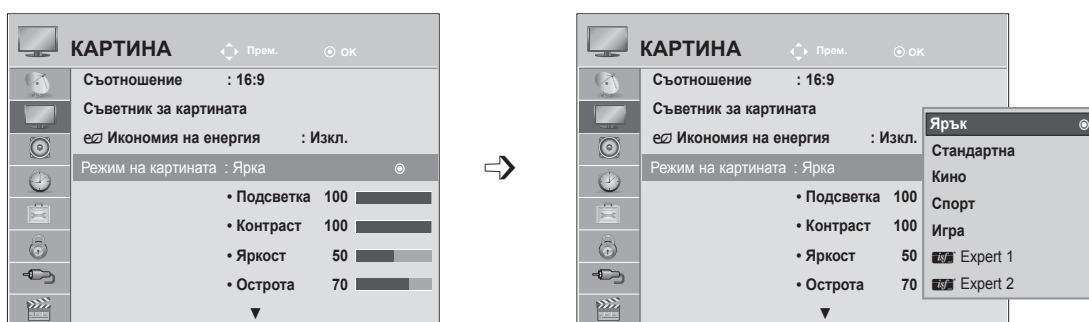 КАРТИНА Прем. OK
Съотношение : 16:9
Съветник за картината
Икономия на енергия : Изкл.
Режим на картината : Ярка
• Подсветка 100
• Контраст 100
• Яркост 50
• Острота 70
КАРТИНА Прем. OK
Съотношение : 16:9
Съветник за картината
Икономия на енергия : Изкл.
Режим на картината : Ярка
• Подсветка 100
• Контраст 100
• Яркост 50
• Острота 70
Ярък
Стандартна
Кино
Спорт
Игра
isf Expert 1
isf Expert 2